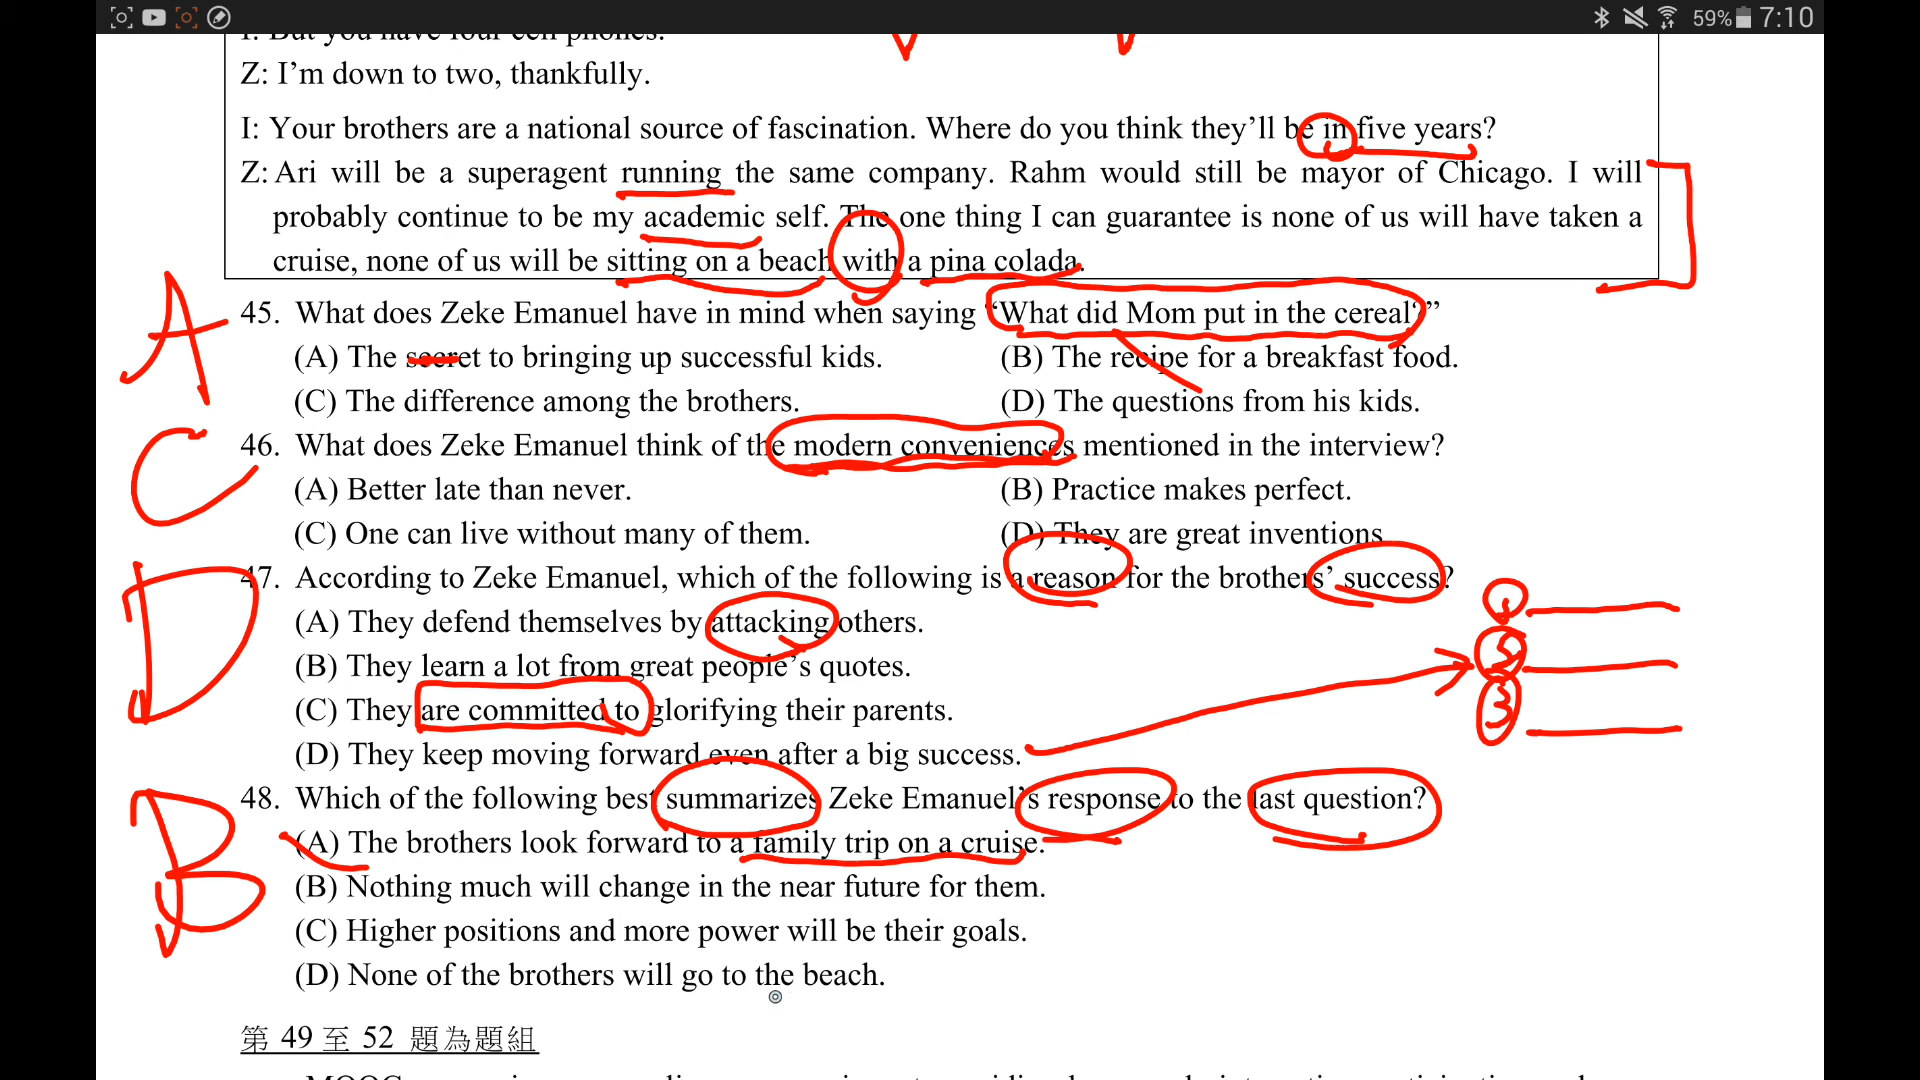 59% 7:10
I: But you have four cell phones.
Z: I’m down to two, thankfully.
I: Your brothers are a national source of fascination. Where do you think they’ll be in five years?
Z: Ari will be a superagent running the same company. Rahm would still be mayor of Chicago. I will
probably continue to be my academic self. The one thing I can guarantee is none of us will have taken a
cruise, none of us will be sitting on a beach with a pina colada.
A
45. What does Zeke Emanuel have in mind when saying “What did Mom put in the cereal?”
(A) The secret to bringing up successful kids. (B) The recipe for a breakfast food.
(C) The difference among the brothers. (D) The questions from his kids.
C
46. What does Zeke Emanuel think of the modern conveniences mentioned in the interview?
(A) Better late than never. (B) Practice makes perfect.
(C) One can live without many of them. (D) They are great inventions
D
47. According to Zeke Emanuel, which of the following is a reason for the brothers’ success?
(A) They defend themselves by attacking others.
(B) They learn a lot from great people’s quotes.
(C) They are committed to glorifying their parents.
(D) They keep moving forward even after a big success.
1
2
3
B
48. Which of the following best summarizes Zeke Emanuel’s response to the last question?
(A) The brothers look forward to a family trip on a cruise.
(B) Nothing much will change in the near future for them.
(C) Higher positions and more power will be their goals.
(D) None of the brothers will go to the beach.
第 49 至 52 題為題組